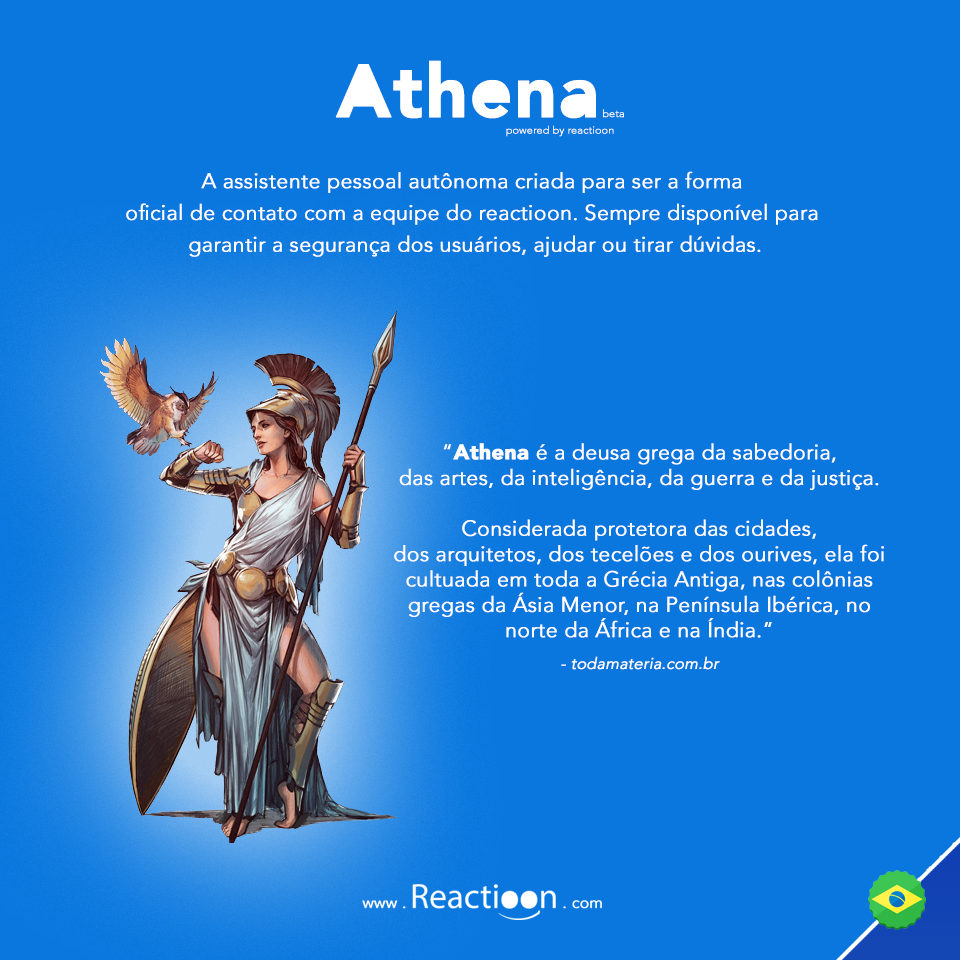 Athena beta
powered by reactioon
A assistente pessoal autônoma criada para ser a forma
oficial de contato com a equipe do reactioon. Sempre disponível para
garantir a segurança dos usuários, ajudar ou tirar dúvidas.
“Athena é a deusa grega da sabedoria,
das artes, da inteligência, da guerra e da justiça.
Considerada protetora das cidades,
dos arquitetos, dos tecelões e dos ourives, ela foi
cultuada em toda a Grécia Antiga, nas colônias
gregas da Ásia Menor, na Península Ibérica, no
norte da África e na Índia.”
- todamateria.com.br
www . Reactioon . com